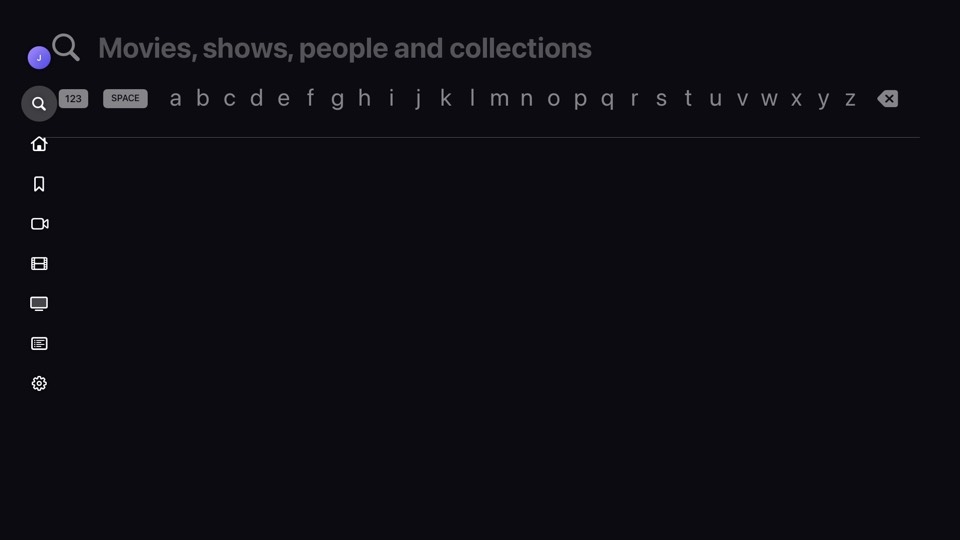 Movies, shows, people and collections
J
123 SPACE a b c d e f g h i j k l m n o p q r s t u v w x y z